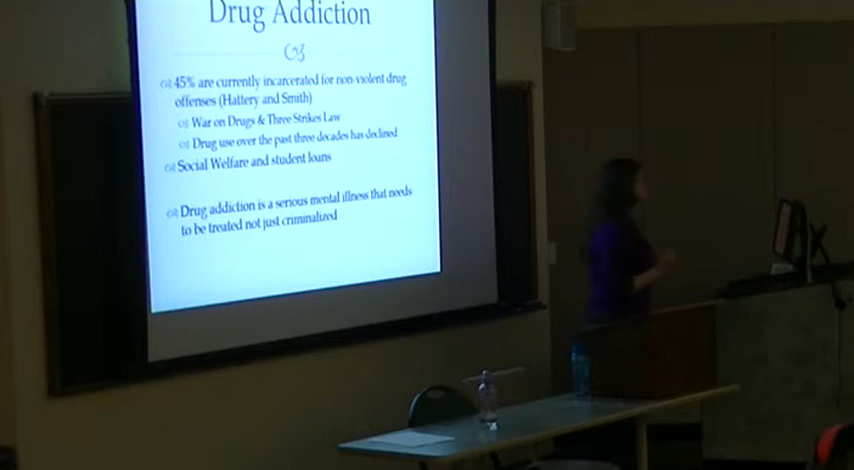 Drug Addiction
45% are currently incarcerated for non-violent drug
offenses (Hattery and Smith)
War on Drugs & Three Strikes Law
Drug use over the past three decades has declined
Social Welfare and student loans
Drug addiction is a serious mental illness that needs
to be treated not just criminalized